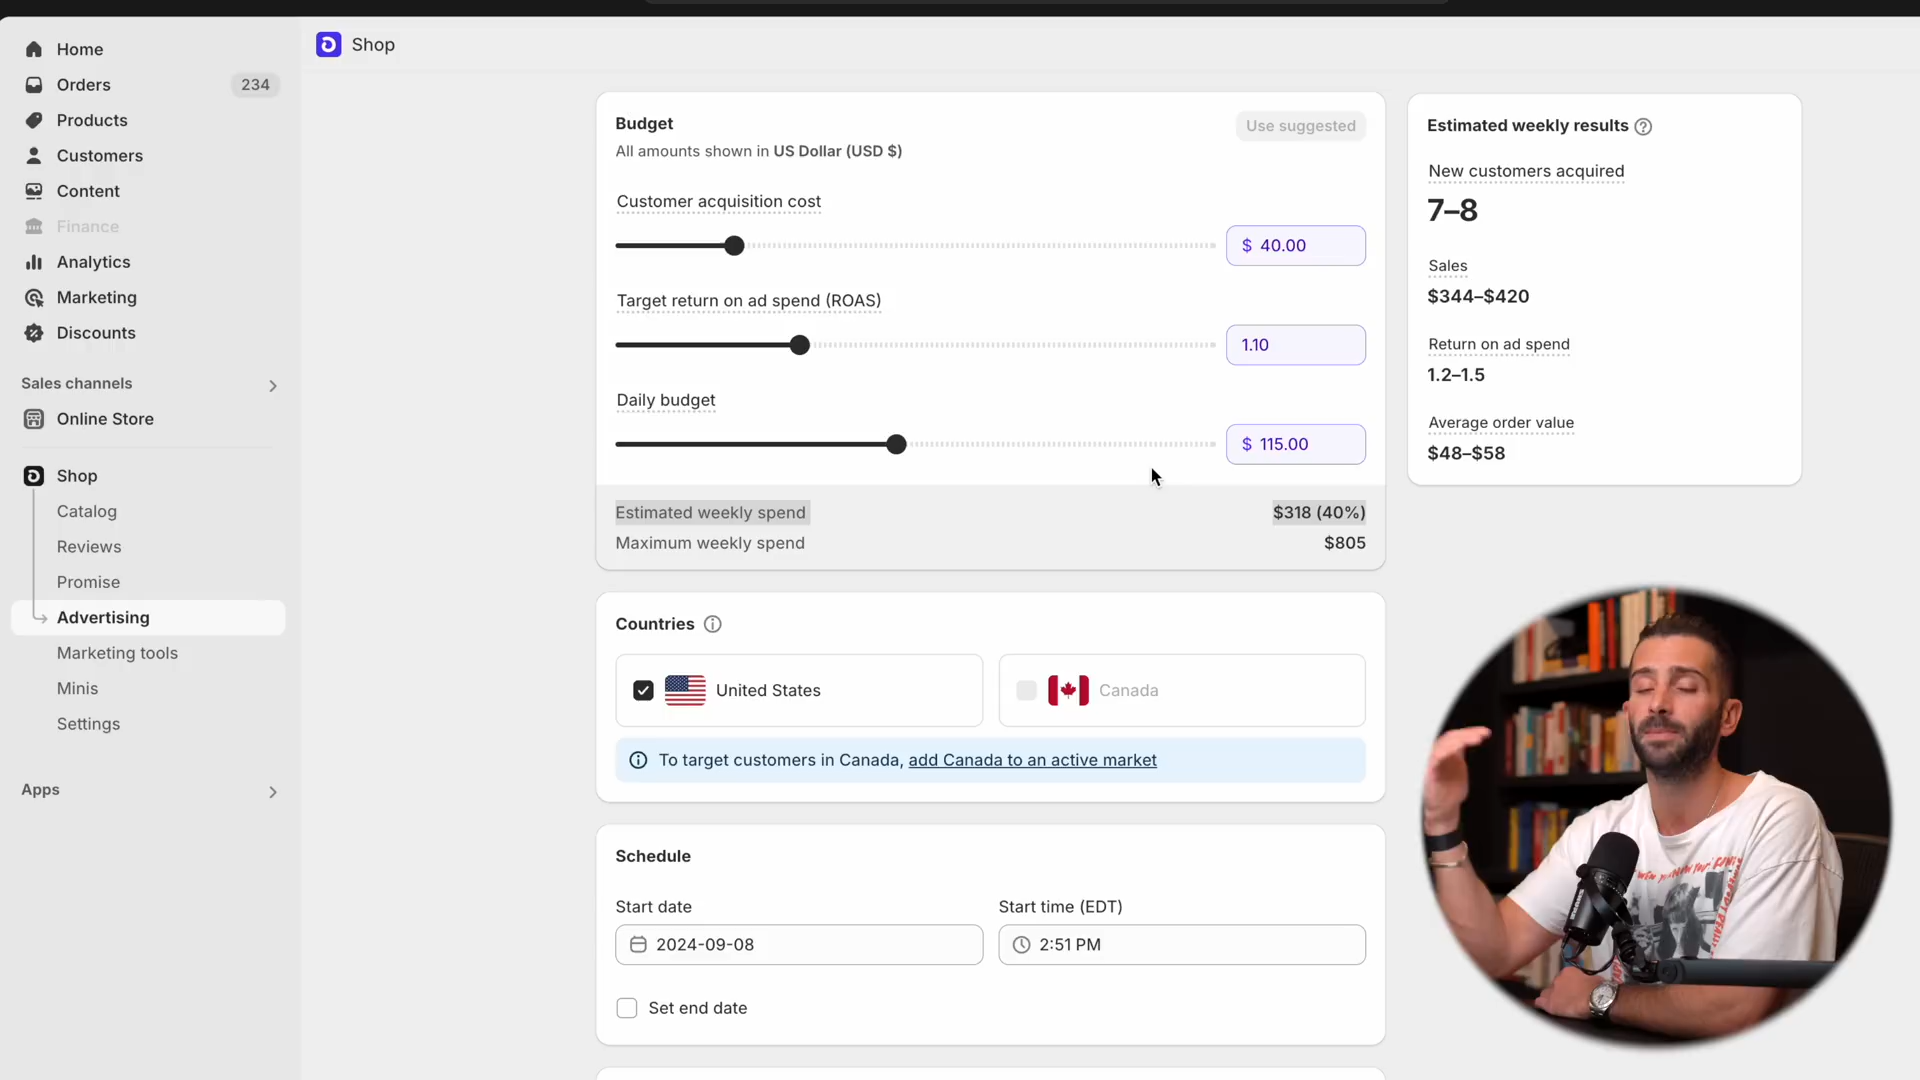 Home
Orders 234
Products
Customers
Content
Finance
Analytics
Marketing
Discounts
Sales channels
Online Store
Shop
Catalog
Reviews
Promise
Advertising
Marketing tools
Minis
Settings
Apps
Shop
Budget
Use suggested
All amounts shown in US Dollar (USD $)
Customer acquisition cost
$ 40.00
Target return on ad spend (ROAS)
1.10
Daily budget
$ 115.00
Estimated weekly spend $318 (40%)
Maximum weekly spend $805
Countries
United States
Canada
To target customers in Canada, add Canada to an active market
Schedule
Start date
Start time (EDT)
2024-09-08
2:51 PM
Set end date
Estimated weekly results
New customers acquired
7–8
Sales
$344–$420
Return on ad spend
1.2–1.5
Average order value
$48–$58